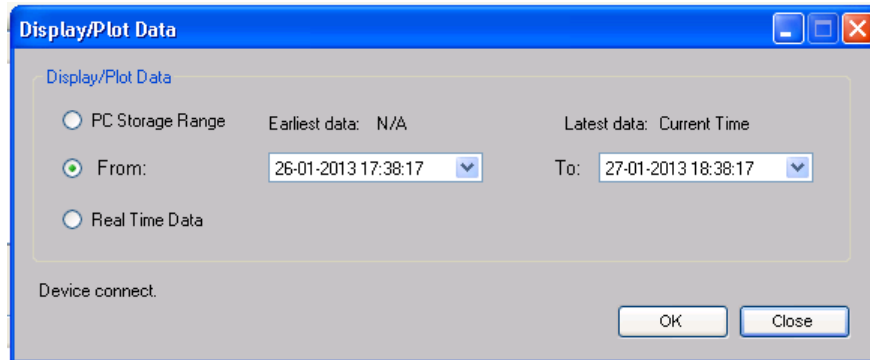 Display/Plot Data
Display/Plot Data
PC Storage Range Earliest data: N/A Latest data: Current Time
From: 26-01-2013 17:38:17 To: 27-01-2013 18:38:17
Real Time Data
Device connect.
OK Close